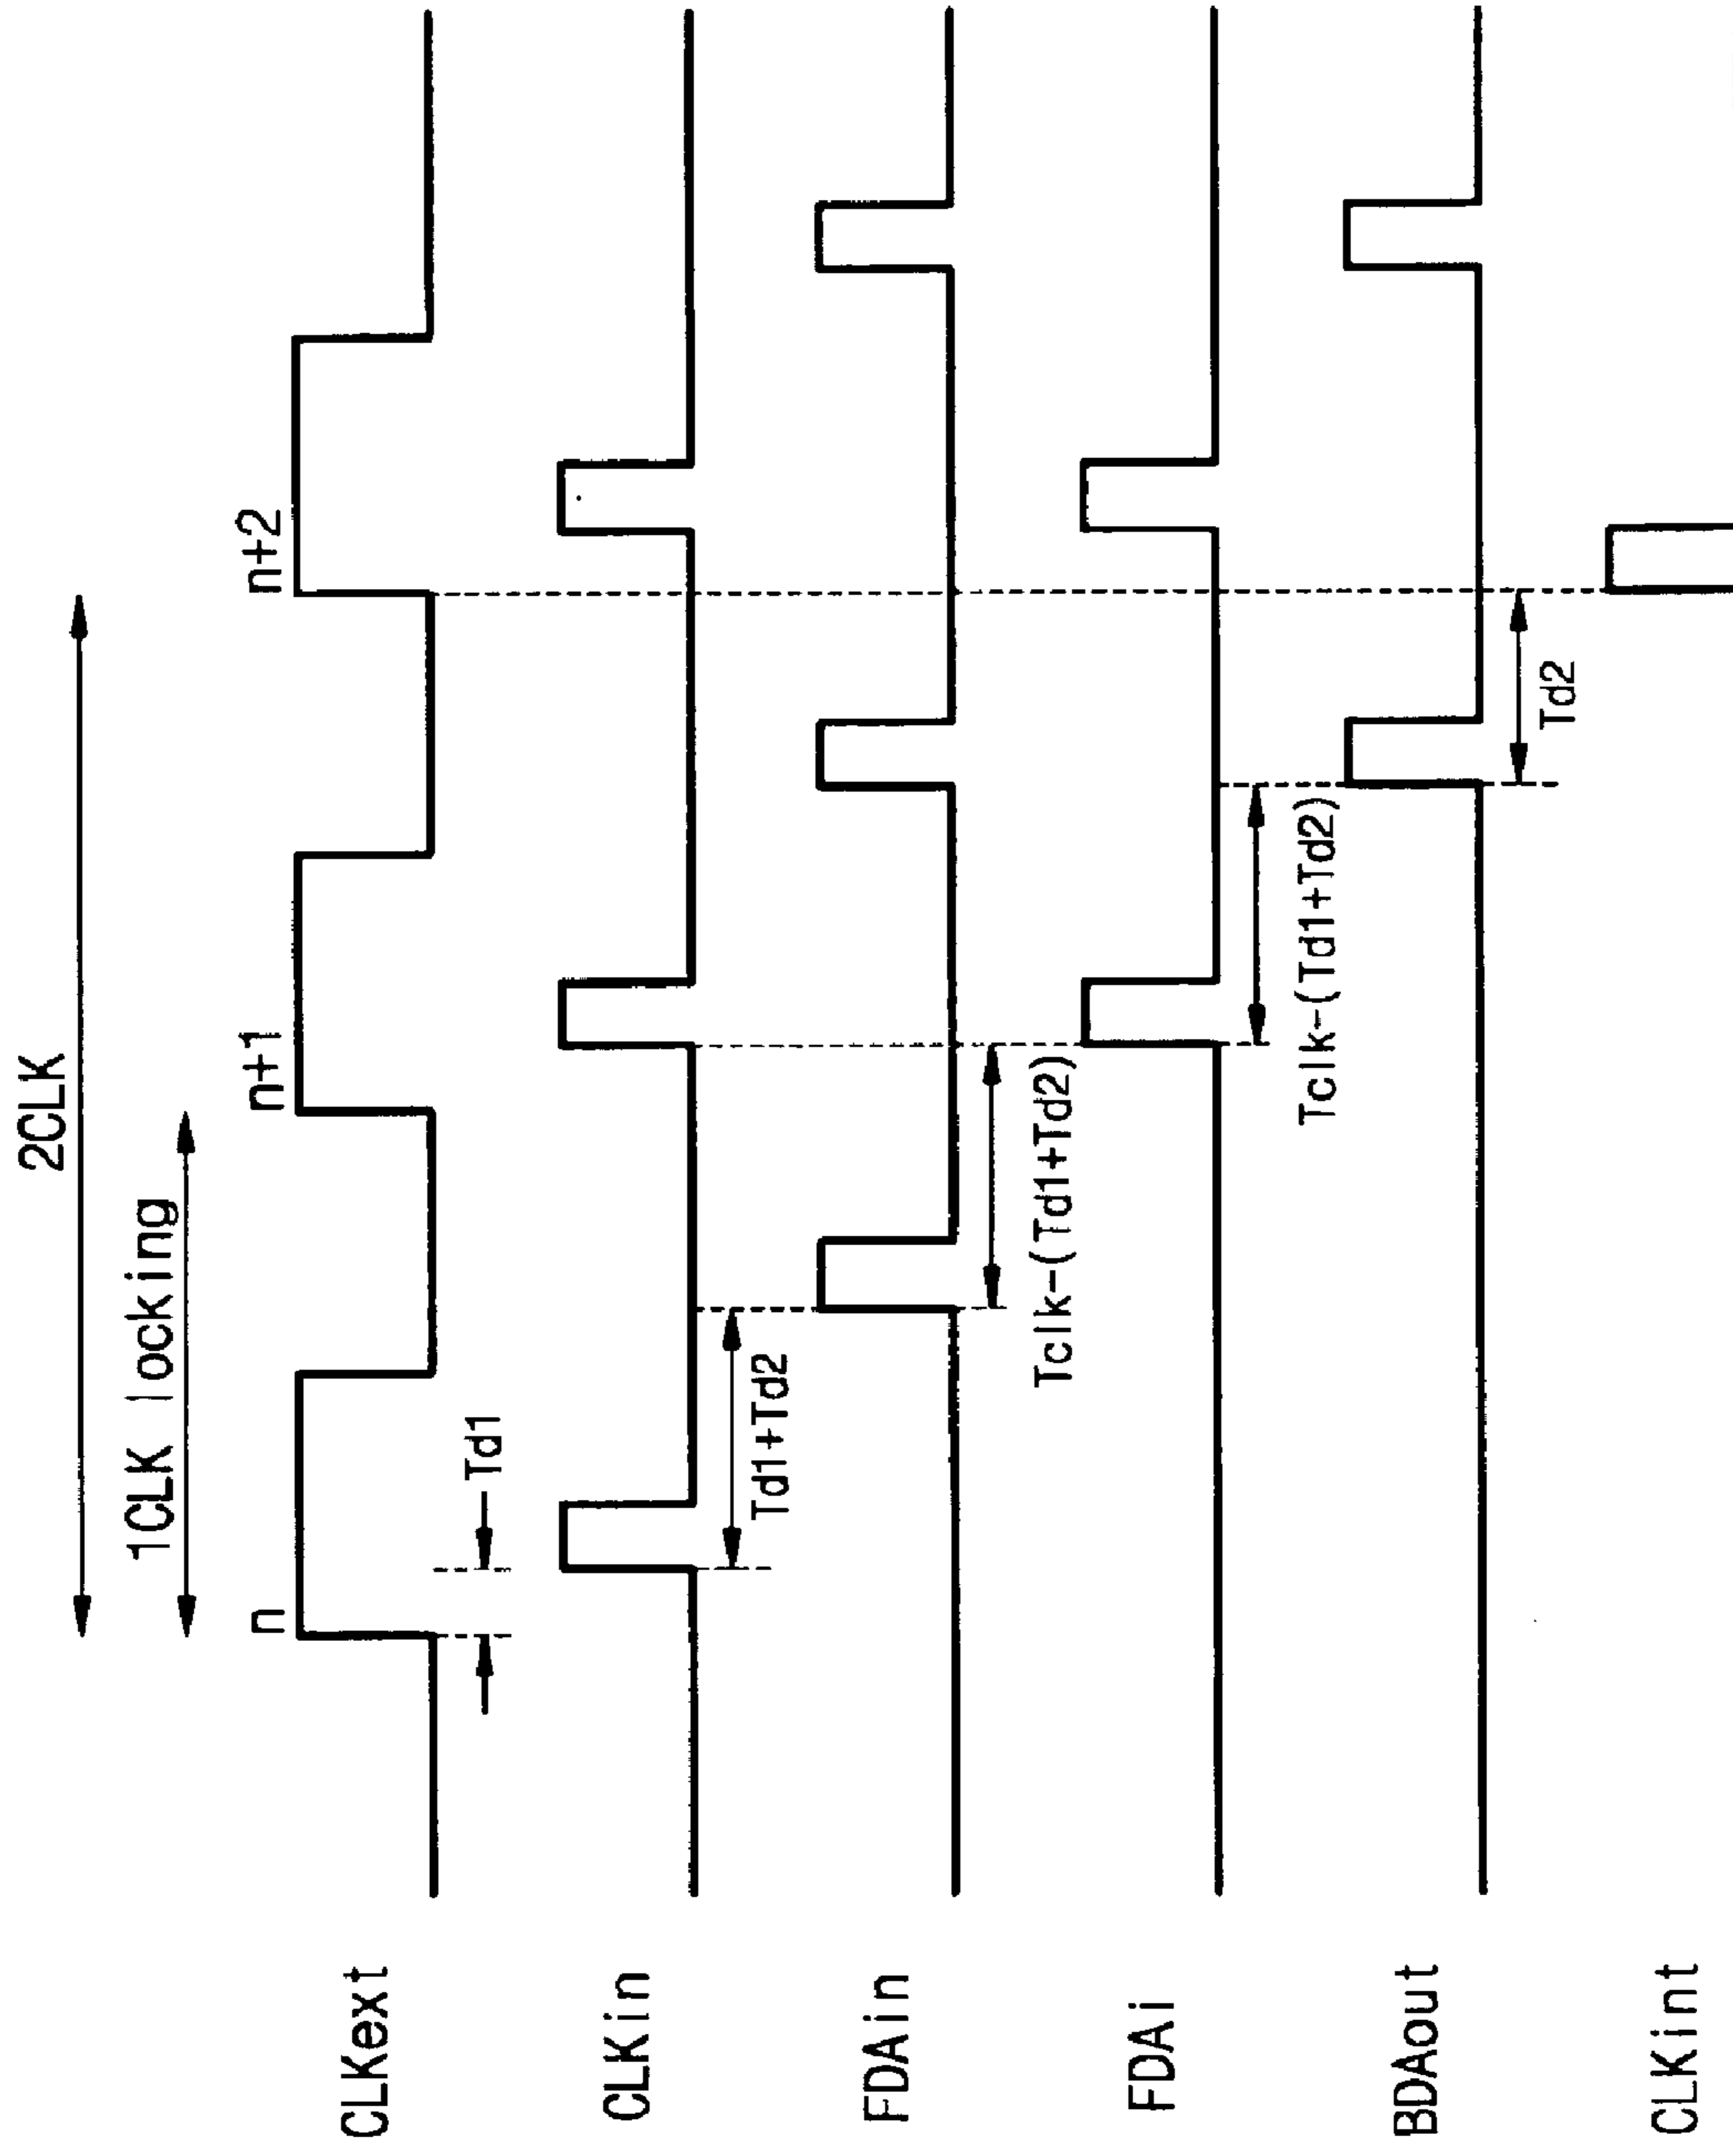 2CLK
1CLK locking
n
n+1
n+2
CLKext
Td1
CLKin
Td1+Td2
FDAin
Tclk-(Td1+Td2)
FDAi
Tclk-(Td1+Td2)
BDAout
Td2
CLKint